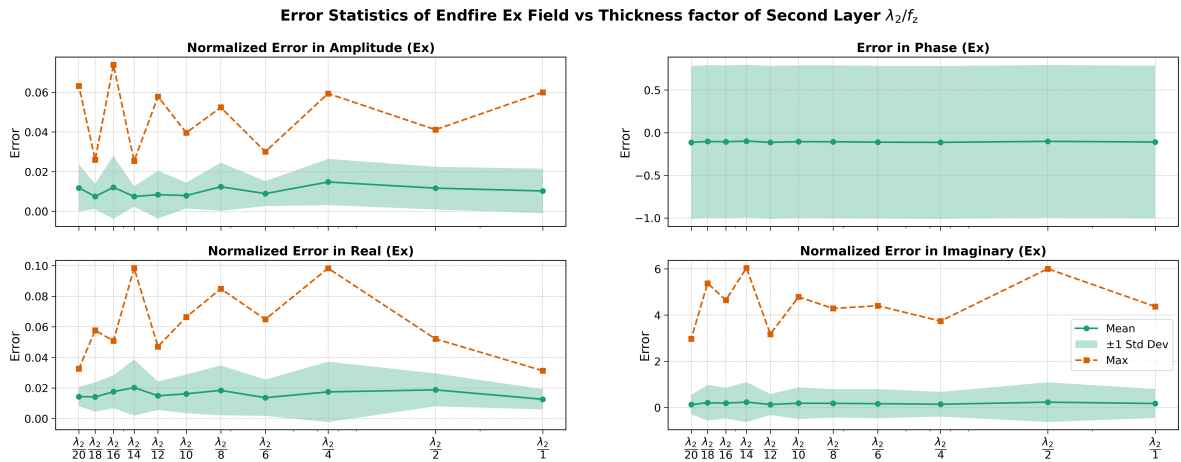 Error Statistics of Endfire Ex Field vs Thickness factor of Second Layer λ₂/f_z
Normalized Error in Amplitude (Ex)
Error
0.06
0.04
0.02
0.00
Error in Phase (Ex)
Error
0.5
0.0
−0.5
−1.0
Normalized Error in Real (Ex)
Error
0.10
0.08
0.06
0.04
0.02
0.00
λ₂/20 λ₂/18 λ₂/16 λ₂/14 λ₂/12 λ₂/10 λ₂/8 λ₂/6 λ₂/4 λ₂/2 λ₂/1
Normalized Error in Imaginary (Ex)
Error
6
4
2
0
Mean
±1 Std Dev
Max
λ₂/20 λ₂/18 λ₂/16 λ₂/14 λ₂/12 λ₂/10 λ₂/8 λ₂/6 λ₂/4 λ₂/2 λ₂/1